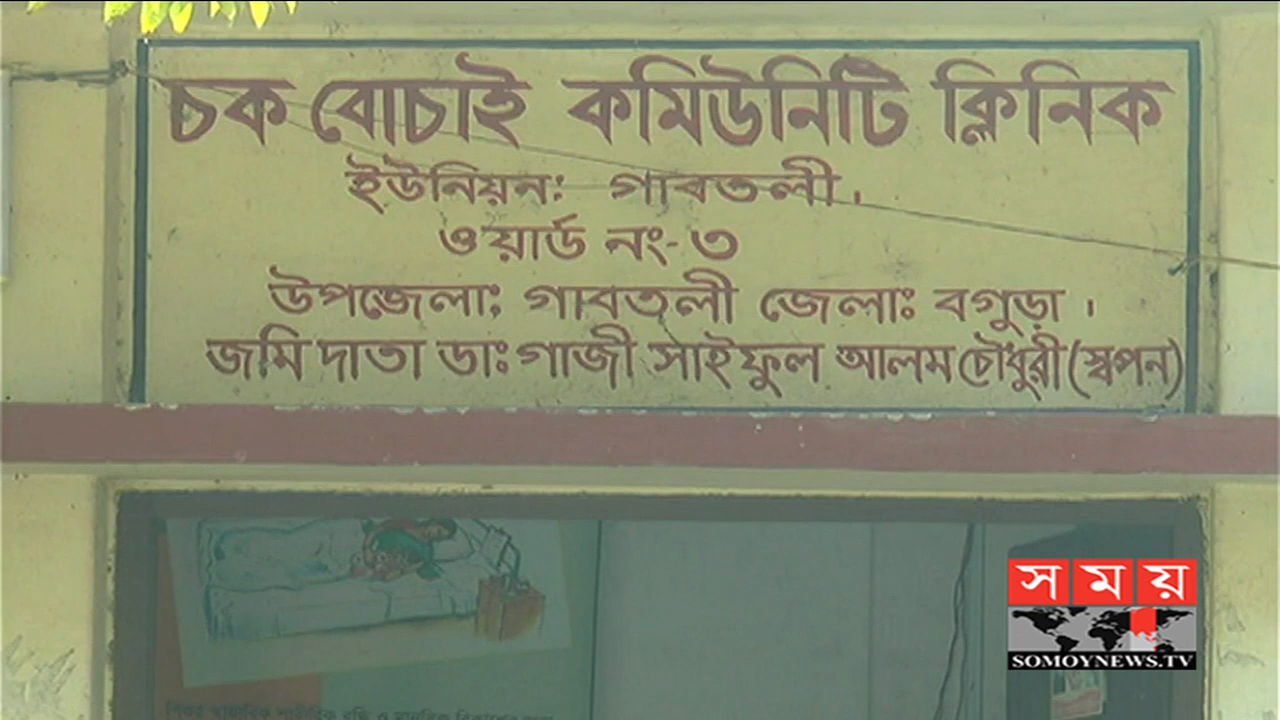 চক বোচাই কমিউনিটি ক্লিনিক
ইউনিয়ন: গাবতলী.
ওয়ার্ড নং-৩
উপজেলা: গাবতলী জেলাঃ বগুড়া ।
জমি দাতা ডাঃ গাজী সাইফুল আলম চৌধুরী (স্বপন)
সময়
SOMOYNEWS.TV